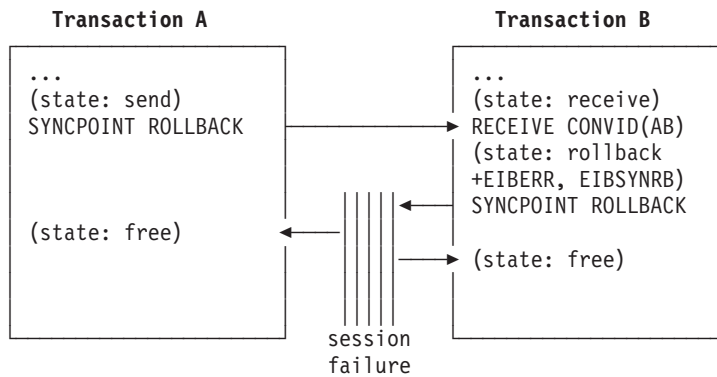 Transaction A
Transaction B
...
(state: send)
SYNCPOINT ROLLBACK
(state: free)
...
(state: receive)
RECEIVE CONVID(AB)
(state: rollback
+EIBERR, EIBSYNRB)
SYNCPOINT ROLLBACK
(state: free)
session
failure